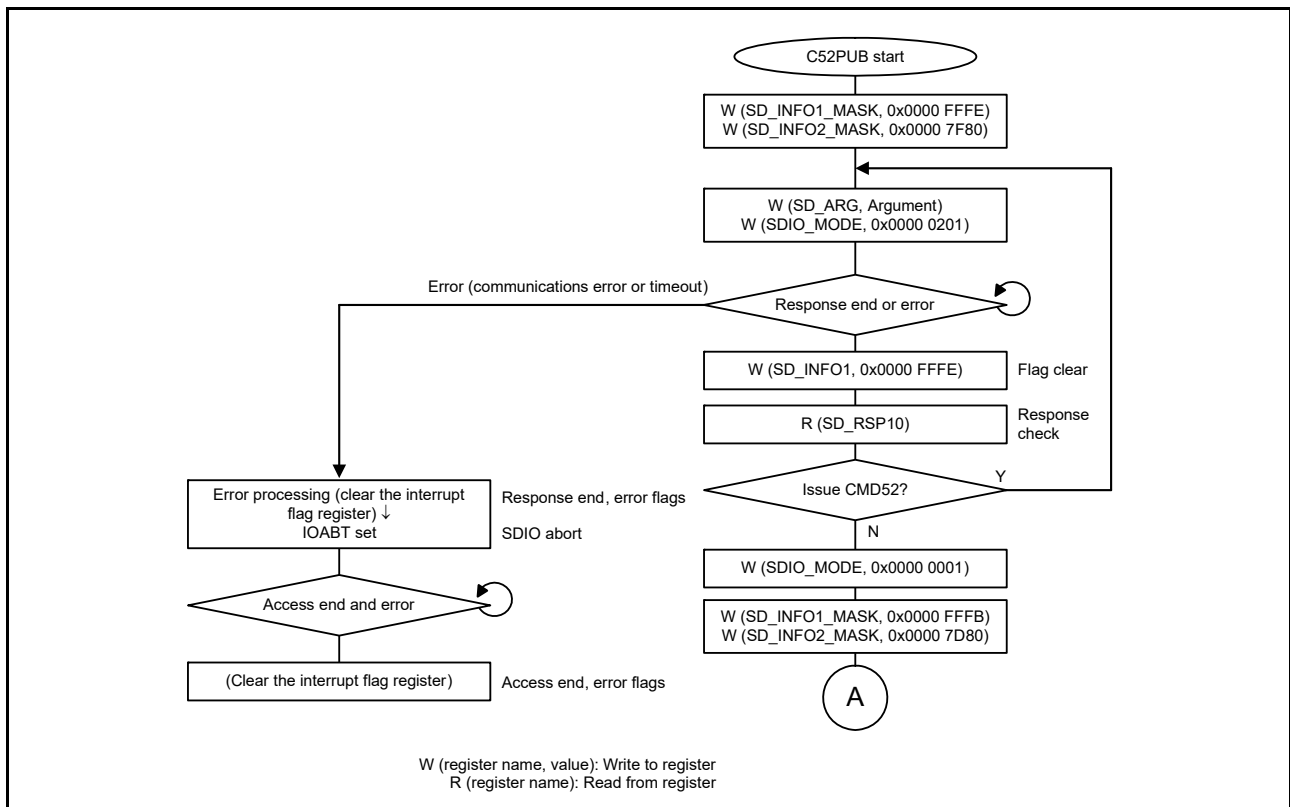 C52PUB start
W (SD_INFO1_MASK, 0x0000 FFFE)
W (SD_INFO2_MASK, 0x0000 7F80)
W (SD_ARG, Argument)
W (SDIO_MODE, 0x0000 0201)
Error (communications error or timeout)
Response end or error
W (SD_INFO1, 0x0000 FFFE)
Flag clear
R (SD_RSP10)
Response
check
Issue CMD52?
Y
N
Error processing (clear the interrupt
flag register) ↓
IOABT set
Response end, error flags
SDIO abort
Access end and error
(Clear the interrupt flag register)
Access end, error flags
W (SDIO_MODE, 0x0000 0001)
W (SD_INFO1_MASK, 0x0000 FFFB)
W (SD_INFO2_MASK, 0x0000 7D80)
A
W (register name, value): Write to register
R (register name): Read from register